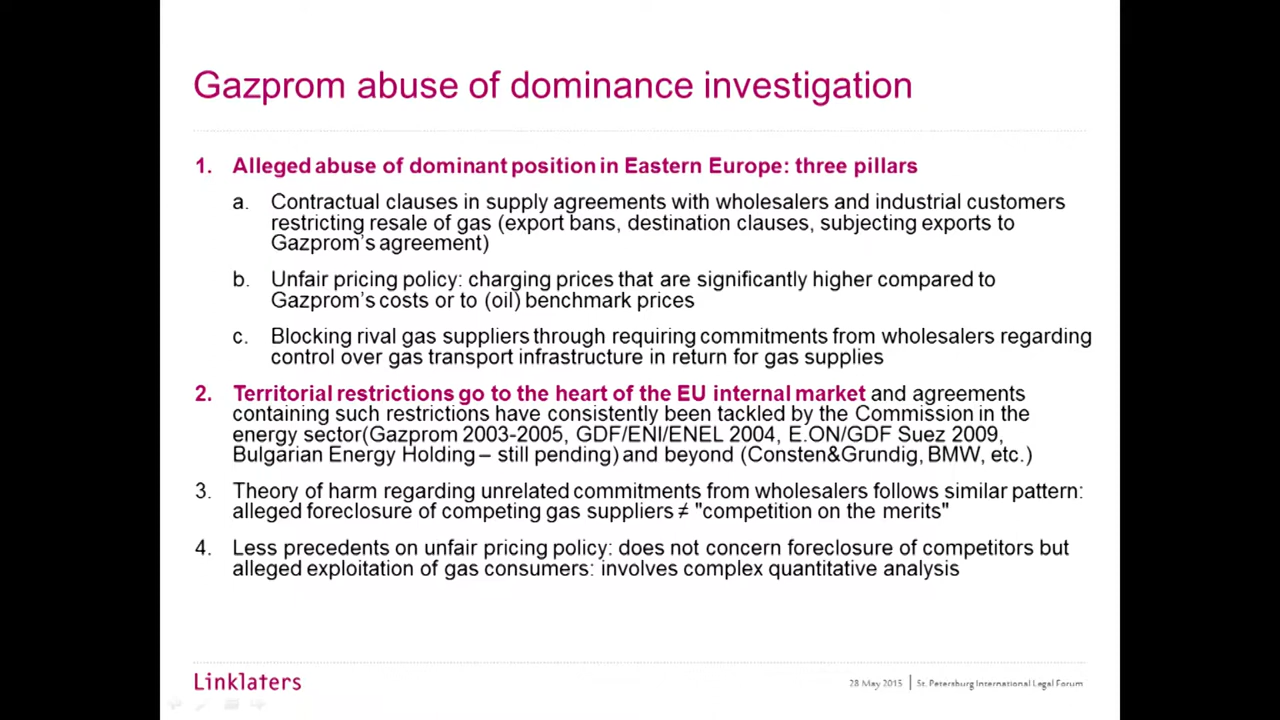 Gazprom abuse of dominance investigation
1. Alleged abuse of dominant position in Eastern Europe: three pillars
a. Contractual clauses in supply agreements with wholesalers and industrial customers
restricting resale of gas (export bans, destination clauses, subjecting exports to
Gazprom's agreement)
b. Unfair pricing policy: charging prices that are significantly higher compared to
Gazprom's costs or to (oil) benchmark prices
c. Blocking rival gas suppliers through requiring commitments from wholesalers regarding
control over gas transport infrastructure in return for gas supplies
2. Territorial restrictions go to the heart of the EU internal market and agreements
containing such restrictions have consistently been tackled by the Commission in the
energy sector(Gazprom 2003-2005, GDF/ENI/ENEL 2004, E.ON/GDF Suez 2009,
Bulgarian Energy Holding – still pending) and beyond (Consten&Grundig, BMW, etc.)
3. Theory of harm regarding unrelated commitments from wholesalers follows similar pattern:
alleged foreclosure of competing gas suppliers ≠ "competition on the merits"
4. Less precedents on unfair pricing policy: does not concern foreclosure of competitors but
alleged exploitation of gas consumers: involves complex quantitative analysis
Linklaters
28 May 2015 | St. Petersburg International Legal Forum